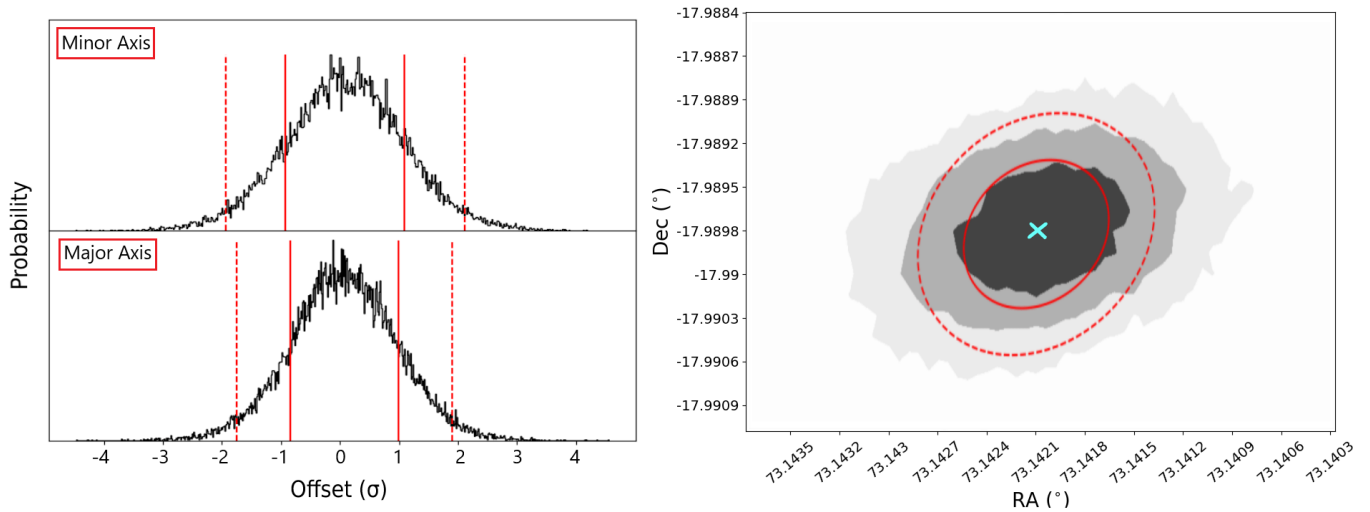 Minor Axis
Major Axis
Probability
-4 -3 -2 -1 0 1 2 3 4
Offset (σ)
-17.9884
-17.9887
-17.9889
-17.9892
-17.9895
-17.9898
-17.99
-17.9903
-17.9906
-17.9909
Dec (°)
73.1435 73.1432 73.143 73.1427 73.1424 73.1421 73.1418 73.1415 73.1412 73.1409 73.1406 73.1403
RA (°)